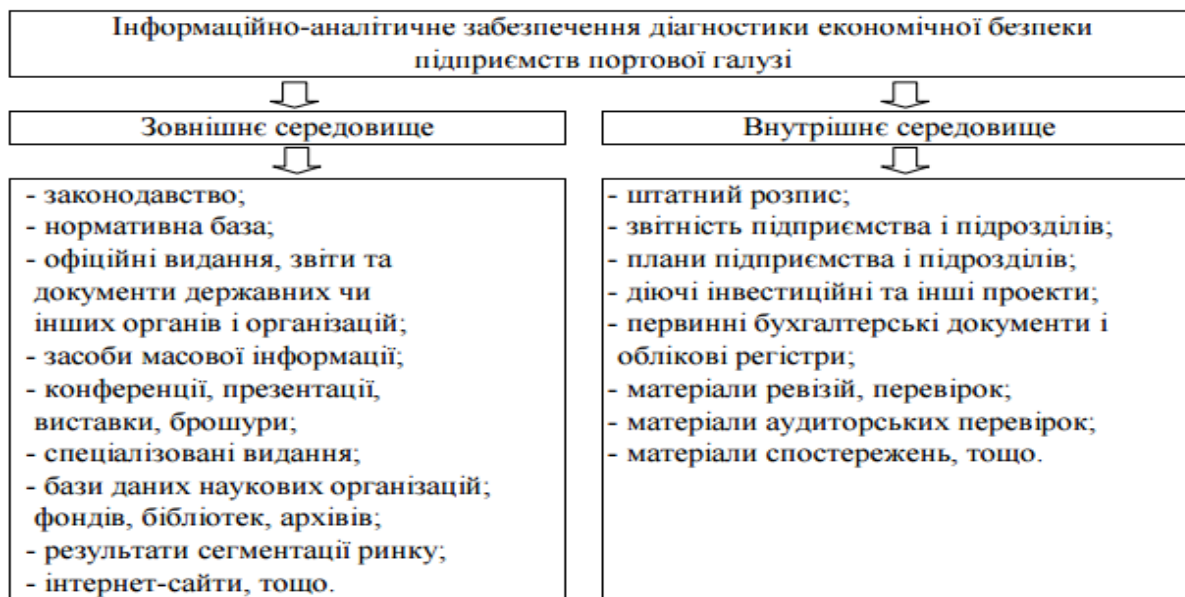 Інформаційно-аналітичне забезпечення діагностики економічної безпеки
підприємств портової галузі
Зовнішнє середовище
- законодавство;
- нормативна база;
- офіційні видання, звіти та
документи державних чи
інших органів і організацій;
- засоби масової інформації;
- конференції, презентації,
виставки, брошури;
- спеціалізовані видання;
- бази даних наукових організацій;
фондів, бібліотек, архівів;
- результати сегментації ринку;
- інтернет-сайти, тощо.
Внутрішнє середовище
- штатний розпис;
- звітність підприємства і підрозділів;
- плани підприємства і підрозділів;
- діючі інвестиційні та інші проекти;
- первинні бухгалтерські документи і
облікові регістри;
- матеріали ревізій, перевірок;
- матеріали аудиторських перевірок;
- матеріали спостережень, тощо.